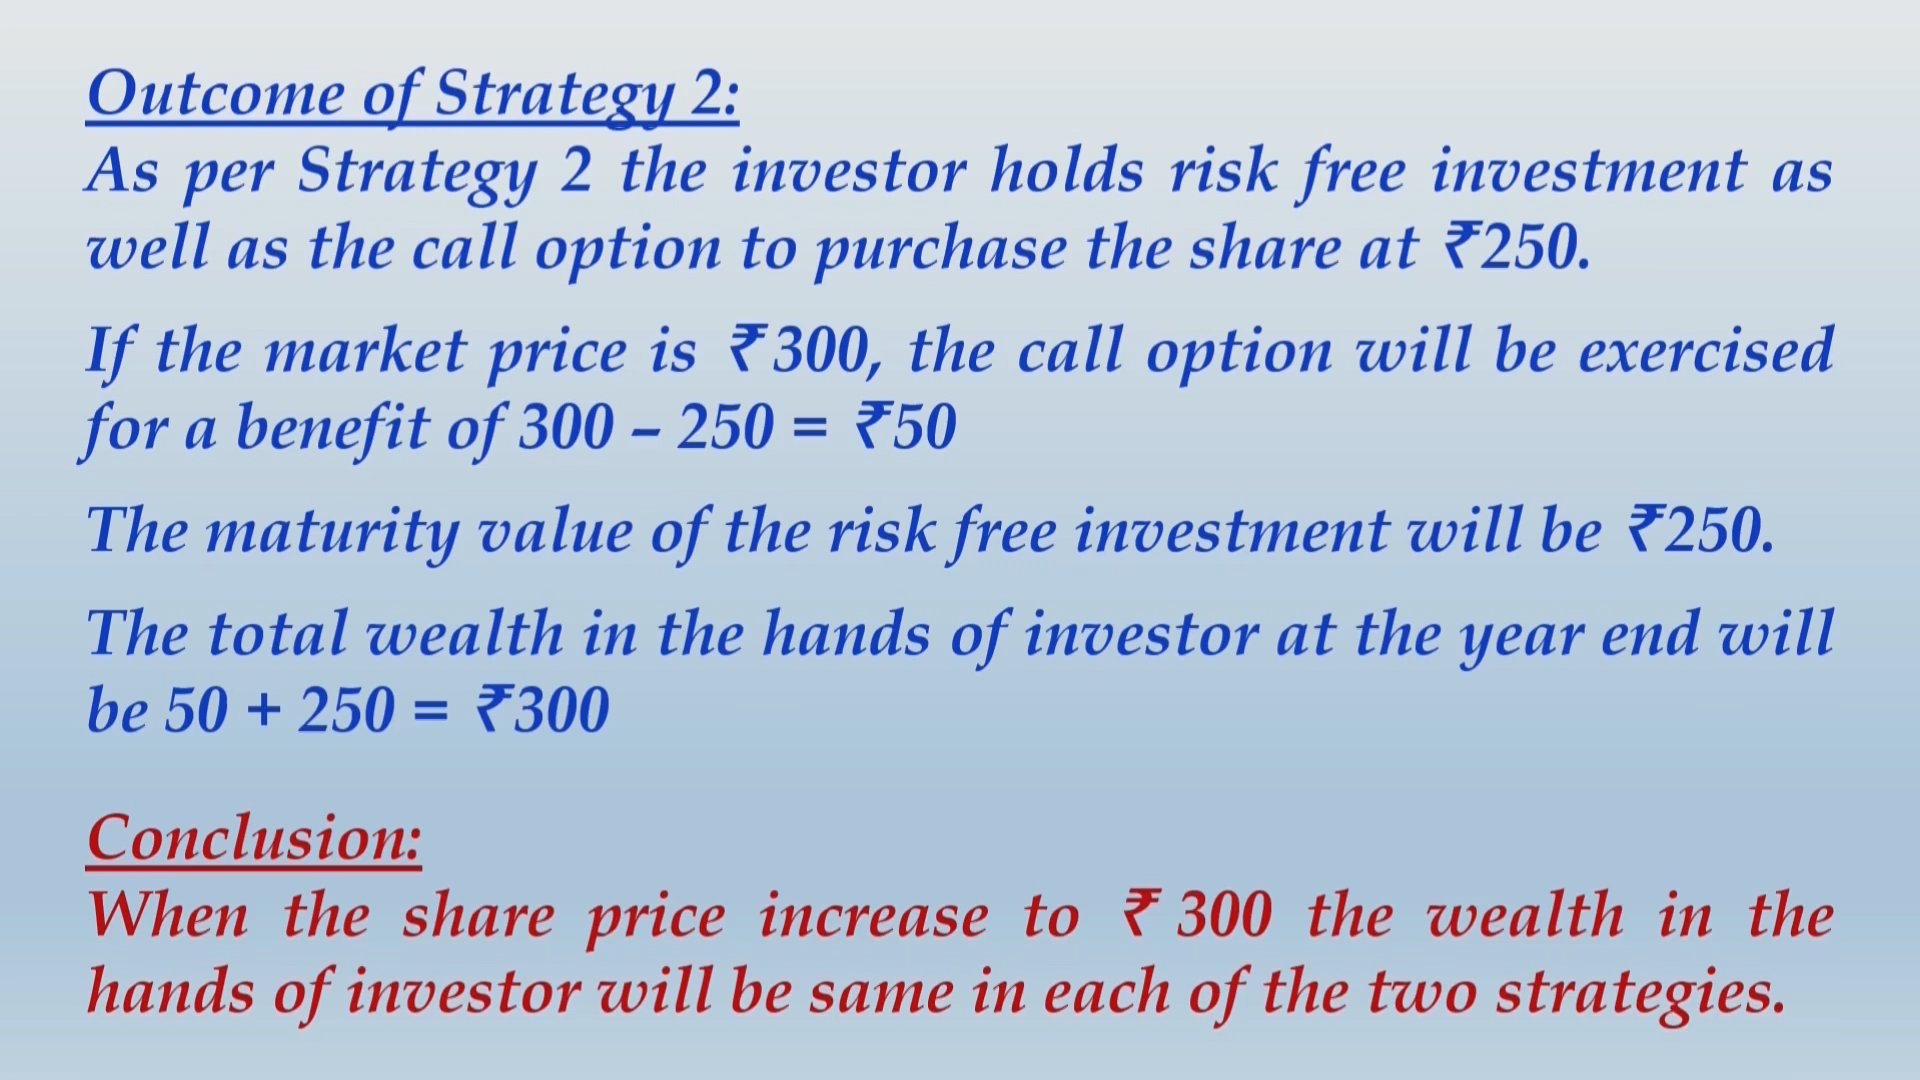 Outcome of Strategy 2:
As per Strategy 2 the investor holds risk free investment as
well as the call option to purchase the share at ₹250.
If the market price is ₹300, the call option will be exercised
for a benefit of 300 – 250 = ₹50
The maturity value of the risk free investment will be ₹250.
The total wealth in the hands of investor at the year end will
be 50 + 250 = ₹300
Conclusion:
When the share price increase to ₹ 300 the wealth in the
hands of investor will be same in each of the two strategies.